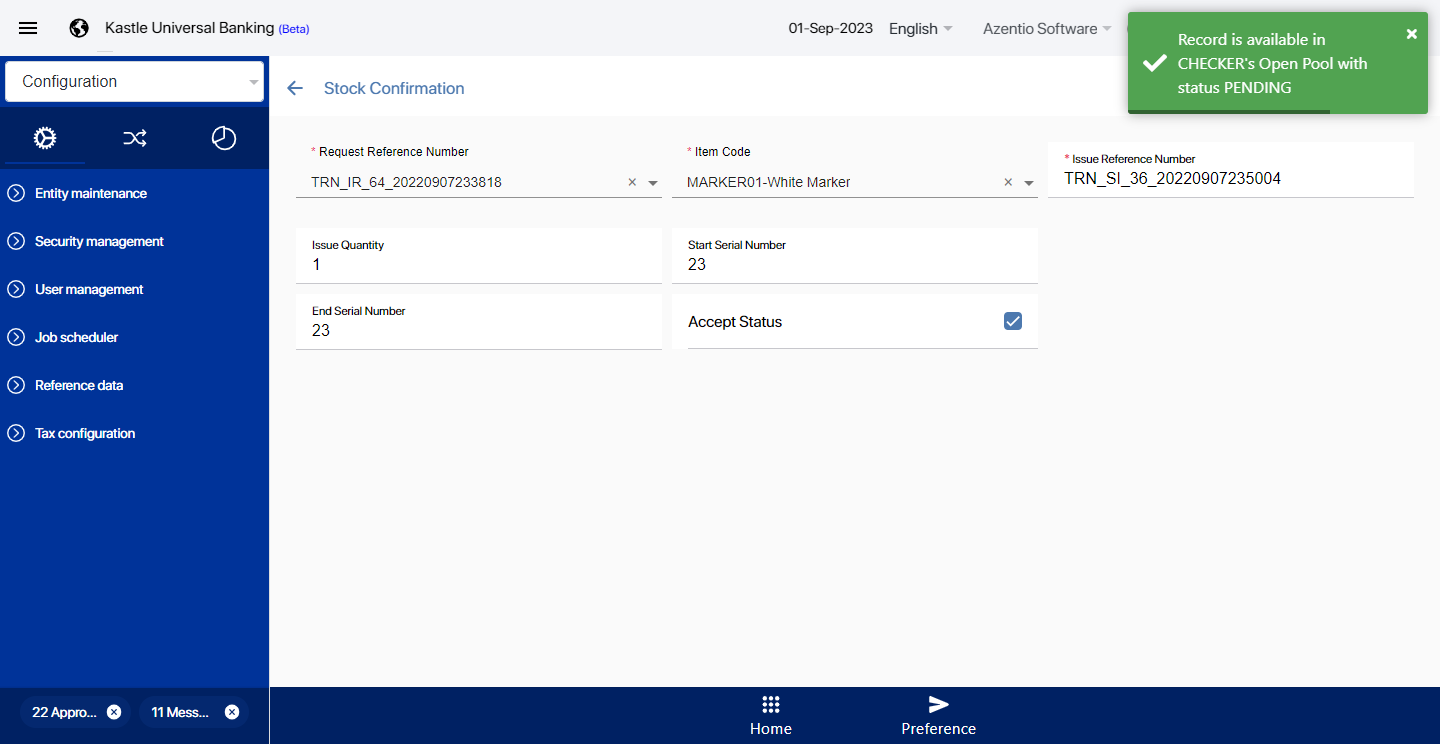 Kastle Universal Banking (Beta)
01-Sep-2023
English
Azentio Software
Record is available in
CHECKER's Open Pool with
status PENDING
Configuration
Stock Confirmation
Entity maintenance
Security management
User management
Job scheduler
Reference data
Tax configuration
* Request Reference Number
TRN_IR_64_20220907233818
* Item Code
MARKER01-White Marker
* Issue Reference Number
TRN_SI_36_20220907235004
Issue Quantity
1
Start Serial Number
23
End Serial Number
23
Accept Status
22 Appro...
11 Mess...
Home
Preference